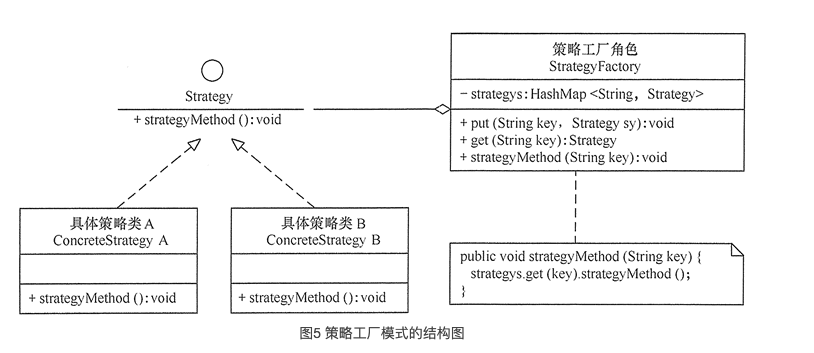 策略工厂角色
StrategyFactory
- strategys:HashMap <String, Strategy>
+ put (String key, Strategy sy):void
+ get (String key):Strategy
+ strategyMethod (String key):void
Strategy
+ strategyMethod ():void
具体策略类A
ConcreteStrategy A
+ strategyMethod ():void
具体策略类B
ConcreteStrategy B
+ strategyMethod ():void
public void strategyMethod (String key) {
strategys.get (key).strategyMethod ();
}
图5 策略工厂模式的结构图